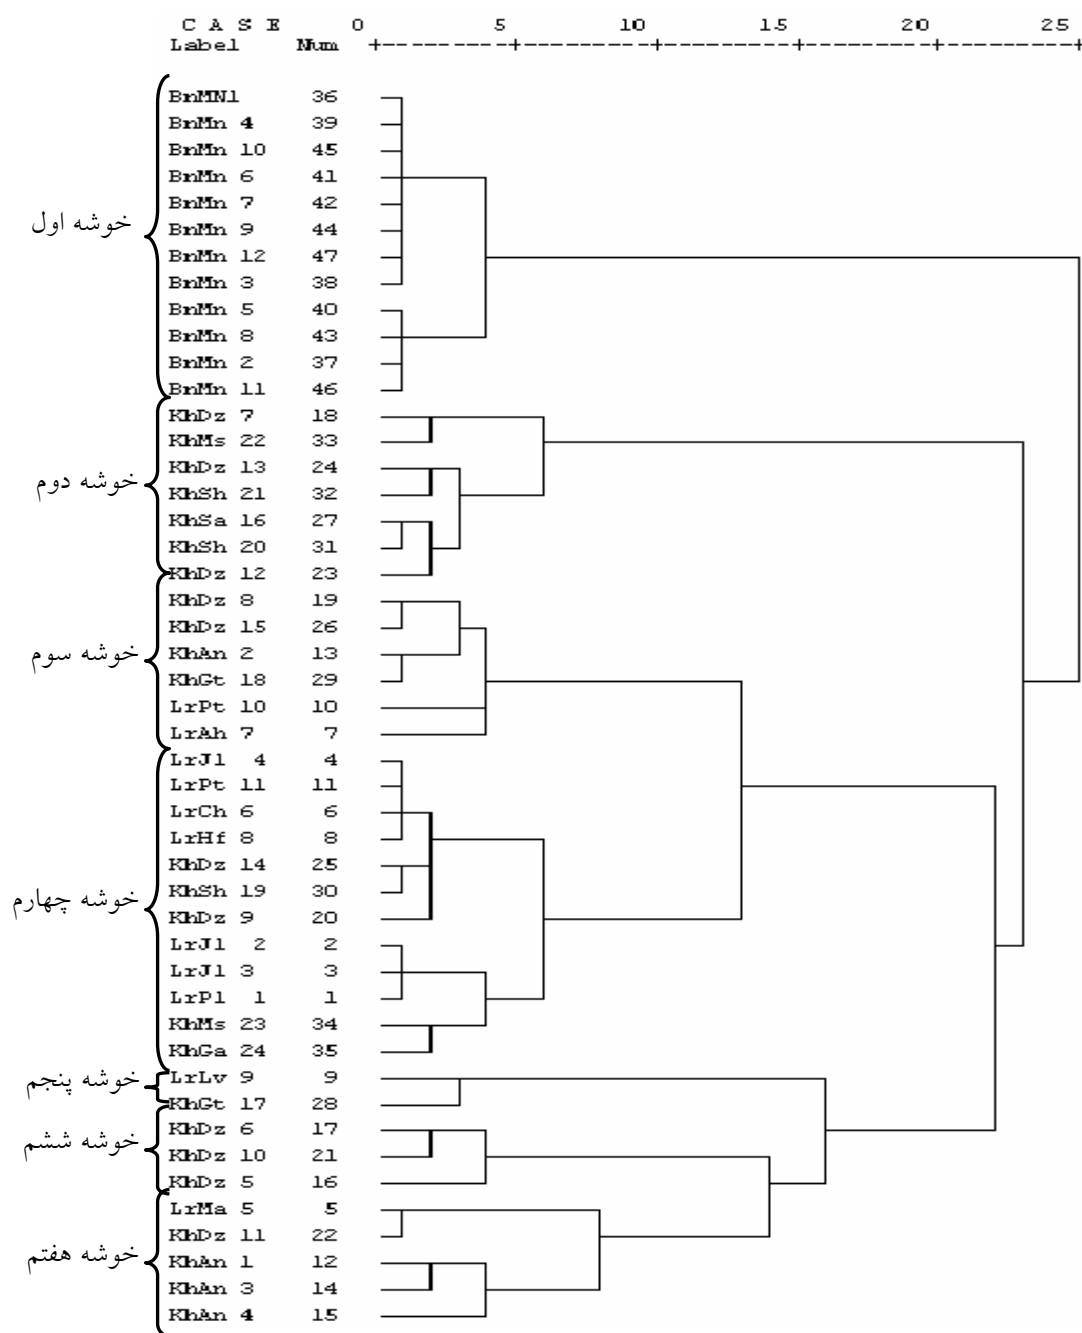 C A S E 0 5 10 15 20 25
Label Num
BnMN1 36
BnMn 4 39
BnMn 10 45
BnMn 6 41
BnMn 7 42
خوشه اول
BnMn 9 44
BnMn 12 47
BnMn 3 38
BnMn 5 40
BnMn 8 43
BnMn 2 37
BnMn 11 46
KhDz 7 18
KhMs 22 33
KhDz 13 24
خوشه دوم
KhSh 21 32
KhSa 16 27
KhSh 20 31
KhDz 12 23
KhDz 8 19
KhDz 15 26
خوشه سوم
KhAn 2 13
KhGt 18 29
LrPt 10 10
LrAh 7 7
LrJl 4 4
LrPt 11 11
LrCh 6 6
LrHf 8 8
KhDz 14 25
KhSh 19 30
خوشه چهارم
KhDz 9 20
LrJl 2 2
LrJl 3 3
LrPl 1 1
KhMs 23 34
KhGa 24 35
خوشه پنجم
LrLv 9 9
KhGt 17 28
KhDz 6 17
خوشه ششم
KhDz 10 21
KhDz 5 16
LrMa 5 5
KhDz 11 22
خوشه هفتم
KhAn 1 12
KhAn 3 14
KhAn 4 15